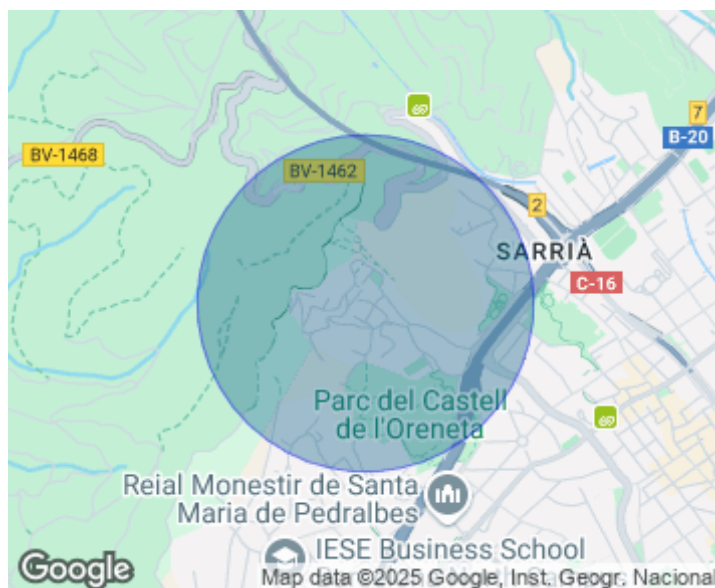 7
B-20
BV-1468
BV-1462
2
SARRIÀ
C-16
Parc del Castell
de l'Oreneta
Reial Monestir de Santa
Maria de Pedralbes
IESE Business School
Google
Map data ©2025 Google, Inst. Geogr. Nacional